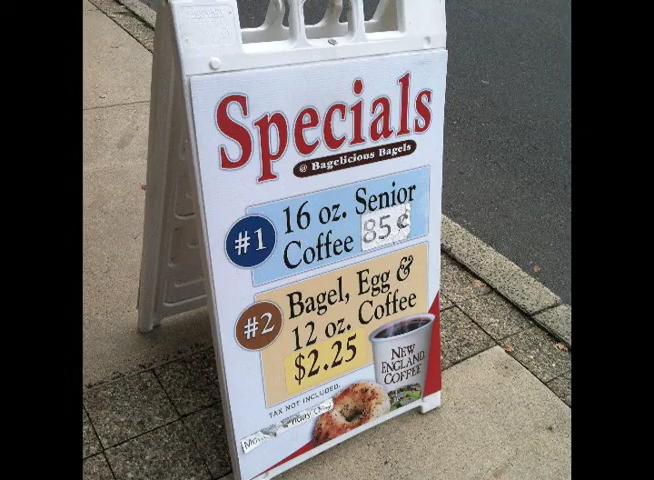 Specials
@ Bagelicious Bagels
#1
16 oz. Senior
Coffee 85¢
#2
Bagel, Egg &
12 oz. Coffee
$2.25
NEW
ENGLAND
COFFEE
TAX NOT INCLUDED.
Only